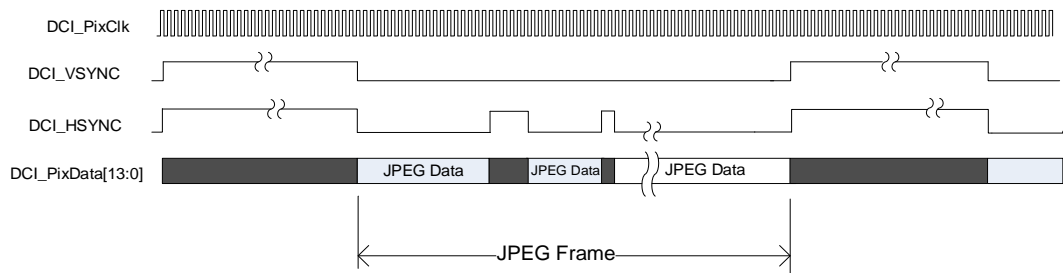 DCI_PixClk
DCI_VSYNC
DCI_HSYNC
DCI_PixData[13:0]
JPEG Data
JPEG Data
JPEG Data
JPEG Frame